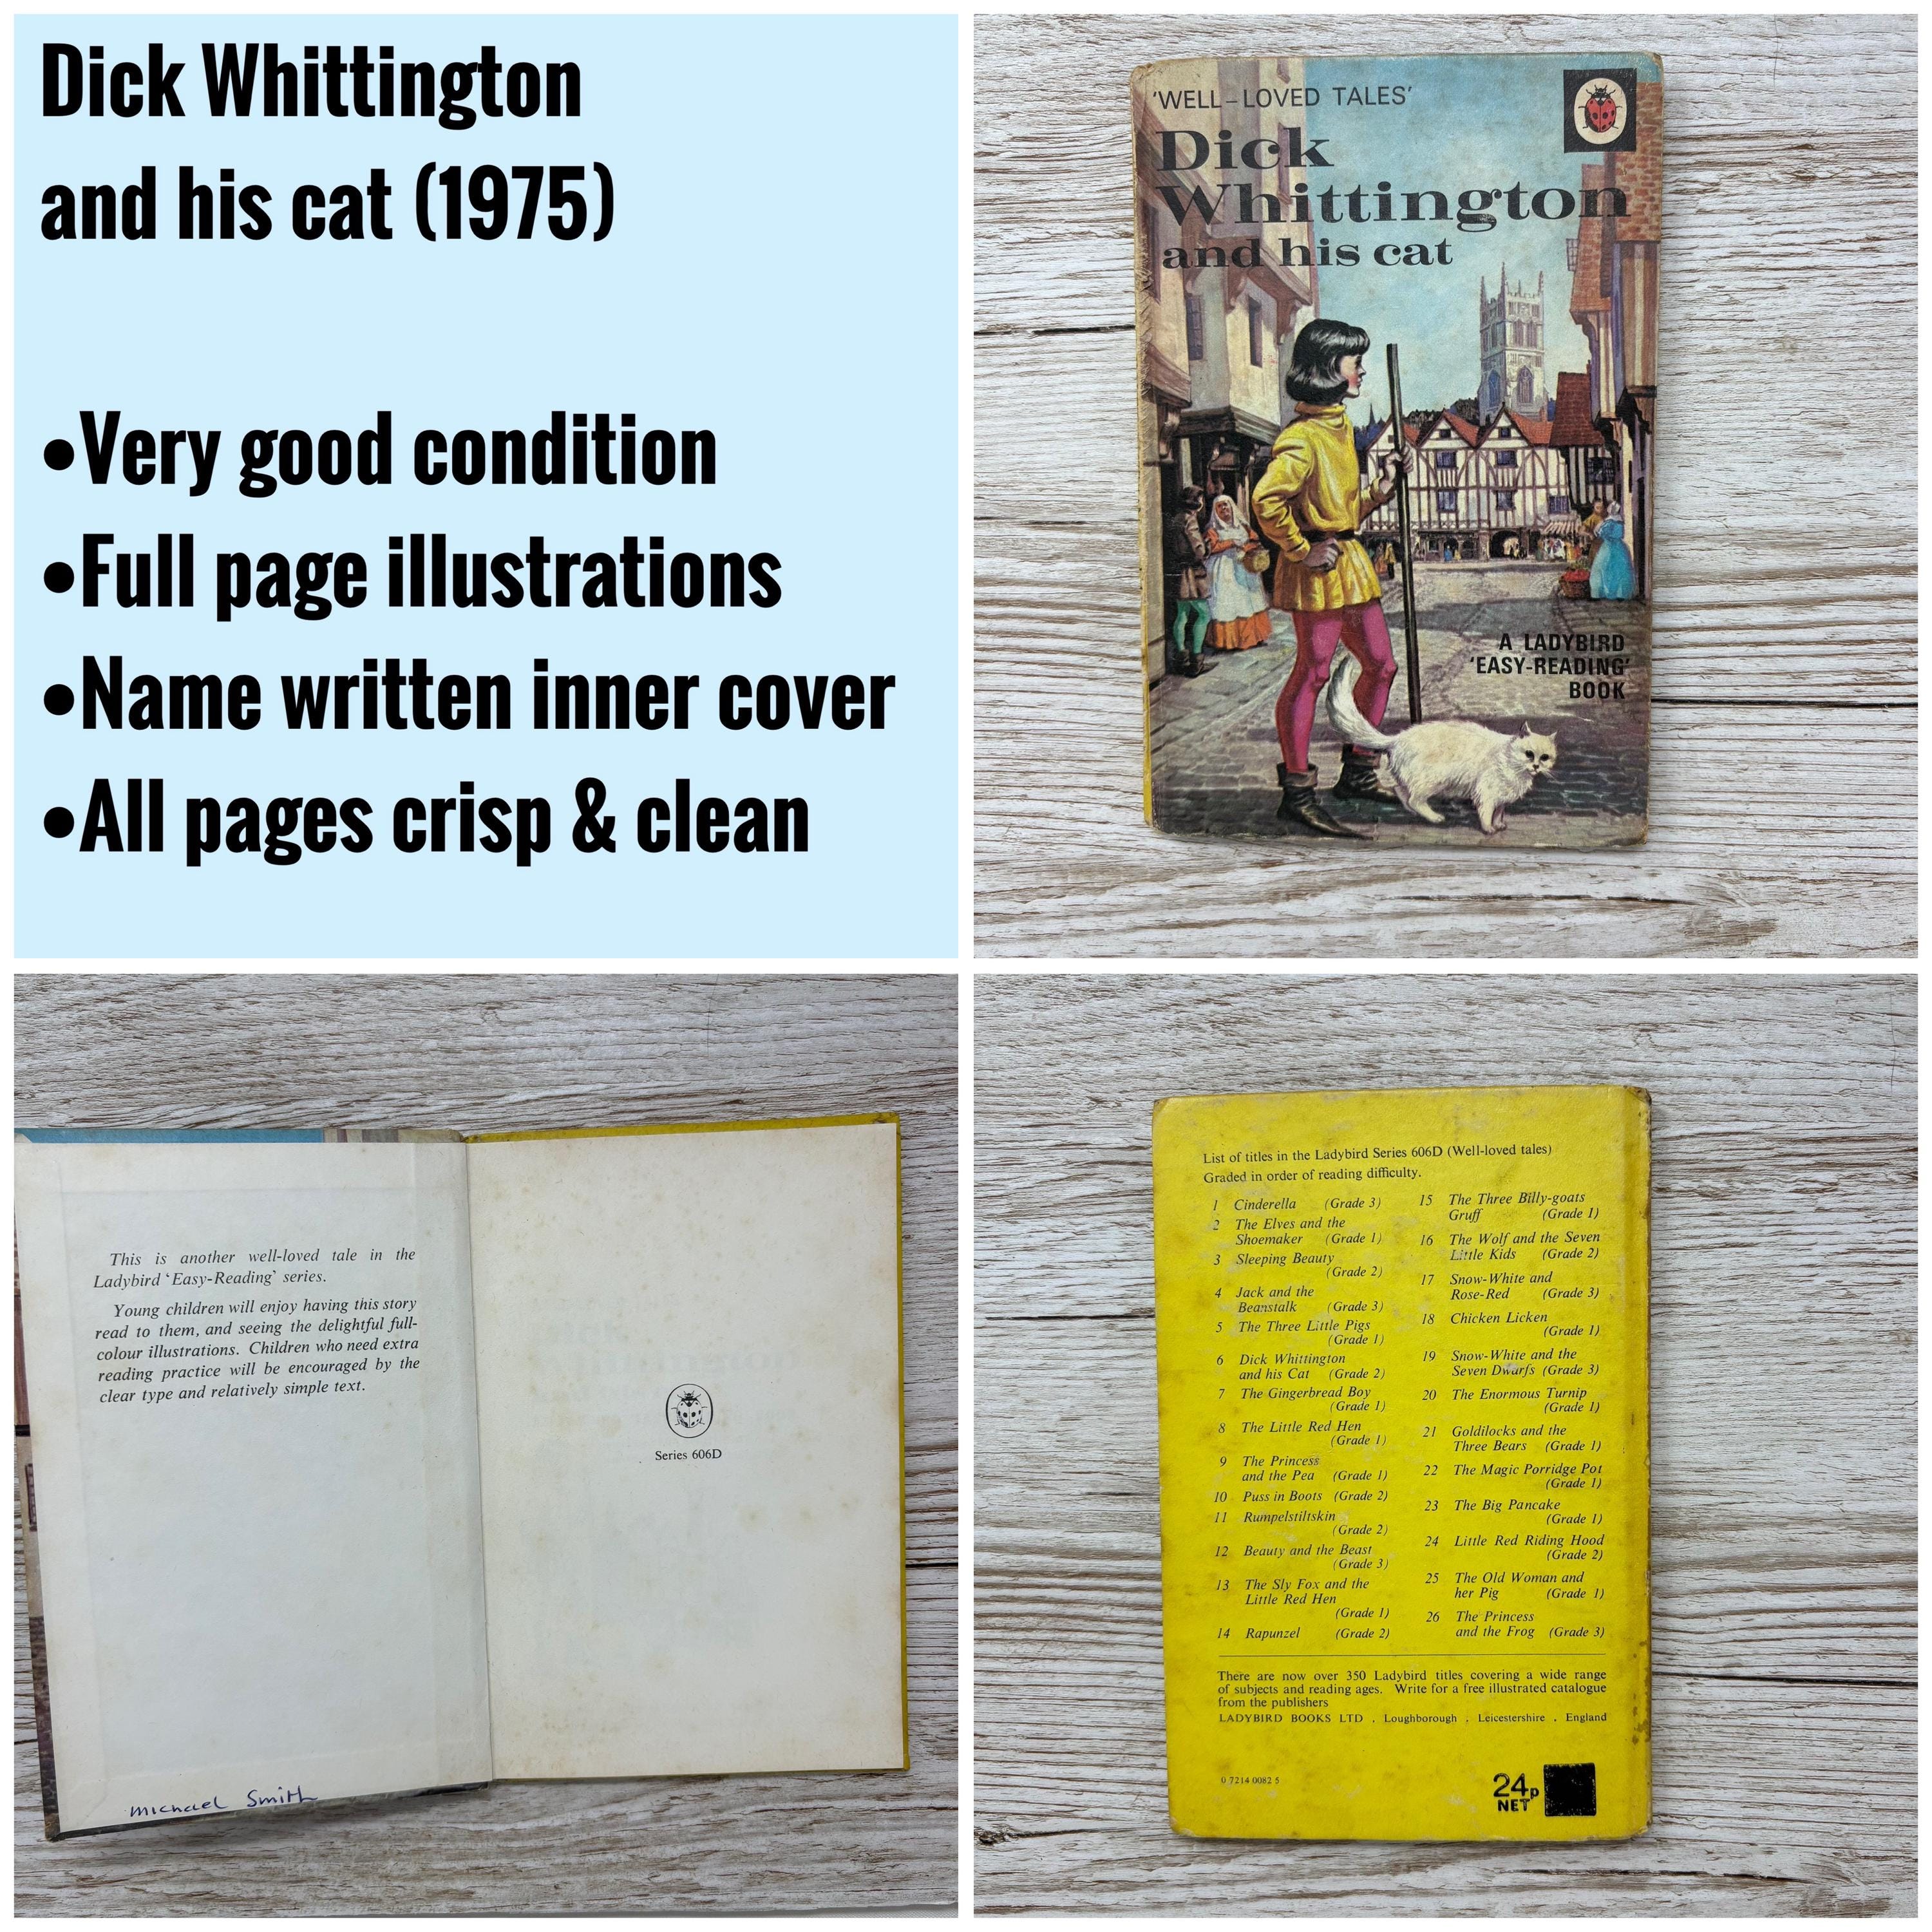 Dick Whittington
and his cat (1975)
•Very good condition
•Full page illustrations
•Name written inner cover
•All pages crisp & clean
'WELL-LOVED TALES'
Dick
Whittington
and his cat
A LADYBIRD
'EASY-READING'
BOOK
This is another well-loved tale in the
Ladybird 'Easy-Reading' series.
Young children will enjoy having this story
read to them, and seeing the delightful full-
colour illustrations. Children who need extra
reading practice will be encouraged by the
clear type and relatively simple text.
Michael Smith
Series 606D
List of titles in the Ladybird Series 606D (Well-loved tales)
Graded in order of reading difficulty.
1 Cinderella (Grade 3)
2 The Elves and the
Shoemaker (Grade 1)
3 Sleeping Beauty
(Grade 2)
4 Jack and the
Beanstalk (Grade 3)
5 The Three Little Pigs
(Grade 1)
6 Dick Whittington
and his Cat (Grade 2)
7 The Gingerbread Boy
(Grade 1)
8 The Little Red Hen
(Grade 1)
9 The Princess
and the Pea (Grade 1)
10 Puss in Boots (Grade 2)
11 Rumpelstiltskin
(Grade 2)
12 Beauty and the Beast
(Grade 3)
13 The Sly Fox and the
Little Red Hen
(Grade 1)
14 Rapunzel (Grade 2)
15 The Three Billy-goats
Gruff (Grade 1)
16 The Wolf and the Seven
Little Kids (Grade 2)
17 Snow-White and
Rose-Red (Grade 3)
18 Chicken Licken
(Grade 1)
19 Snow-White and the
Seven Dwarfs (Grade 3)
20 The Enormous Turnip
(Grade 1)
21 Goldilocks and the
Three Bears (Grade 1)
22 The Magic Porridge Pot
(Grade 1)
23 The Big Pancake
(Grade 1)
24 Little Red Riding Hood
(Grade 2)
25 The Old Woman and
her Pig (Grade 1)
26 The Princess
and the Frog (Grade 3)
There are now over 350 Ladybird titles covering a wide range
of subjects and reading ages. Write for a free illustrated catalogue
from the publishers
LADYBIRD BOOKS LTD . Loughborough . Leicestershire . England
0 7214 0082 5
24p
NET